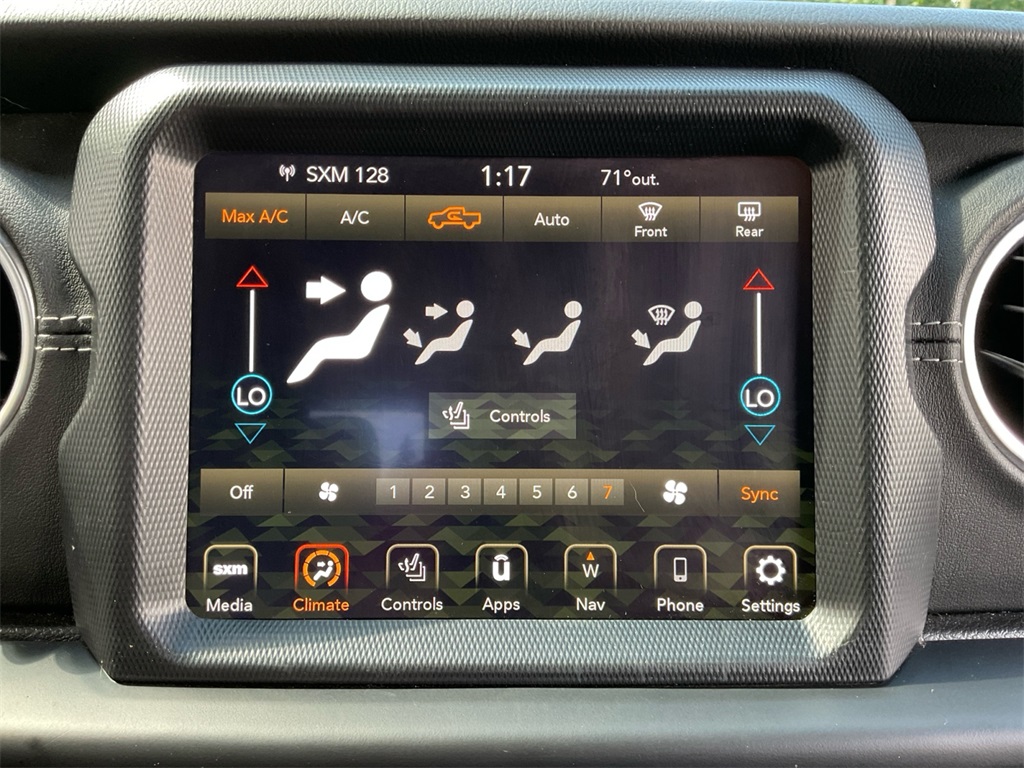 SXM 128 1:17 71°out.
Max A/C A/C Auto Front Rear
LO LO
Controls
Off 1 2 3 4 5 6 7 Sync
sxm u W
Media Climate Controls Apps Nav Phone Settings